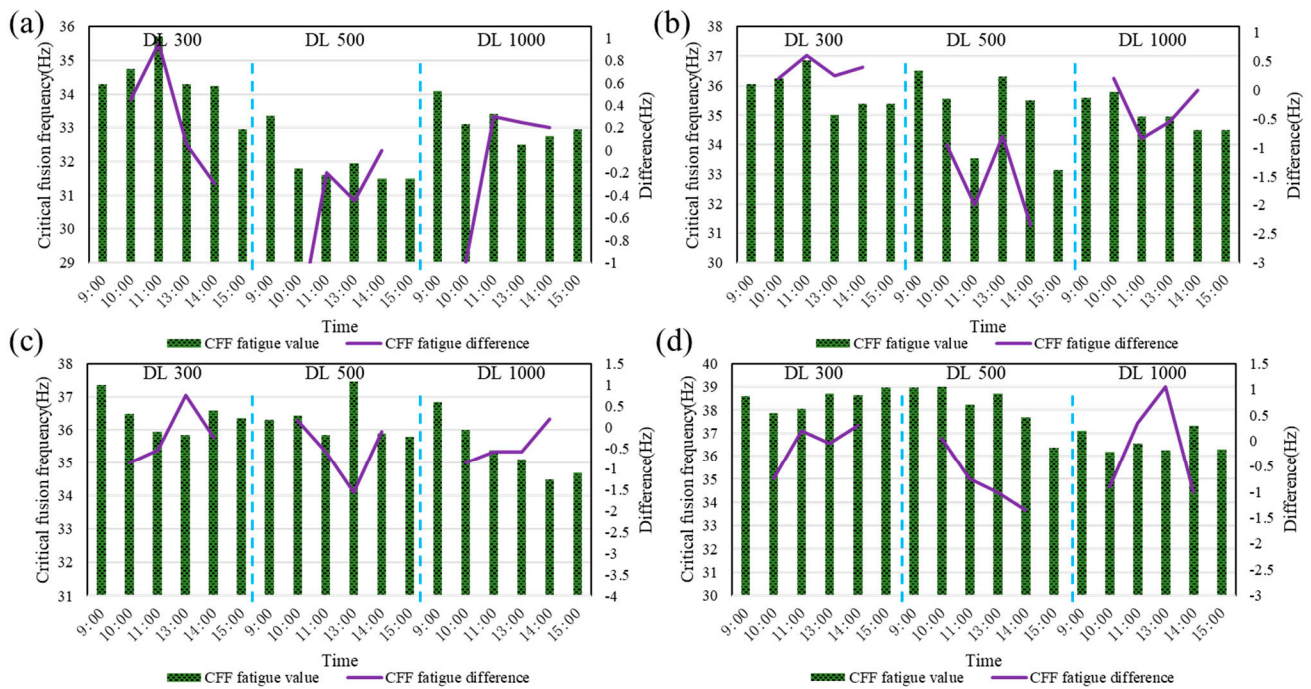 (a)
DL 300 DL 500 DL 1000
Critical fusion frequency(Hz)
36
35
34
33
32
31
30
29
1
0.8
0.6
0.4
0.2
0
-0.2
-0.4
-0.6
-0.8
-1
Difference(Hz)
9:00 10:00 11:00 13:00 14:00 15:00 9:00 10:00 11:00 13:00 14:00 15:00 9:00 10:00 11:00 13:00 14:00 15:00
Time
CFF fatigue value CFF fatigue difference
(b)
DL 300 DL 500 DL 1000
Critical fusion frequency(Hz)
38
37
36
35
34
33
32
31
30
1
0.5
0
-0.5
-1
-1.5
-2
-2.5
-3
Difference(Hz)
9:00 10:00 11:00 13:00 14:00 15:00 9:00 10:00 11:00 13:00 14:00 15:00 9:00 10:00 11:00 13:00 14:00 15:00
Time
CFF fatigue value CFF fatigue difference
(c)
DL 300 DL 500 DL 1000
Critical fusion frequency(Hz)
38
37
36
35
34
33
32
31
1.5
1
0.5
0
-0.5
-1
-1.5
-2
-2.5
-3
-3.5
-4
Difference(Hz)
9:00 10:00 11:00 13:00 14:00 15:00 9:00 10:00 11:00 13:00 14:00 15:00 9:00 10:00 11:00 13:00 14:00 15:00
Time
CFF fatigue value CFF fatigue difference
(d)
DL 300 DL 500 DL 1000
Critical fusion frequency(Hz)
40
39
38
37
36
35
34
33
32
31
30
1.5
1
0.5
0
-0.5
-1
-1.5
-2
-2.5
-3
Difference(Hz)
9:00 10:00 11:00 13:00 14:00 15:00 9:00 10:00 11:00 13:00 14:00 15:00 9:00 10:00 11:00 13:00 14:00 15:00
Time
CFF fatigue value CFF fatigue difference